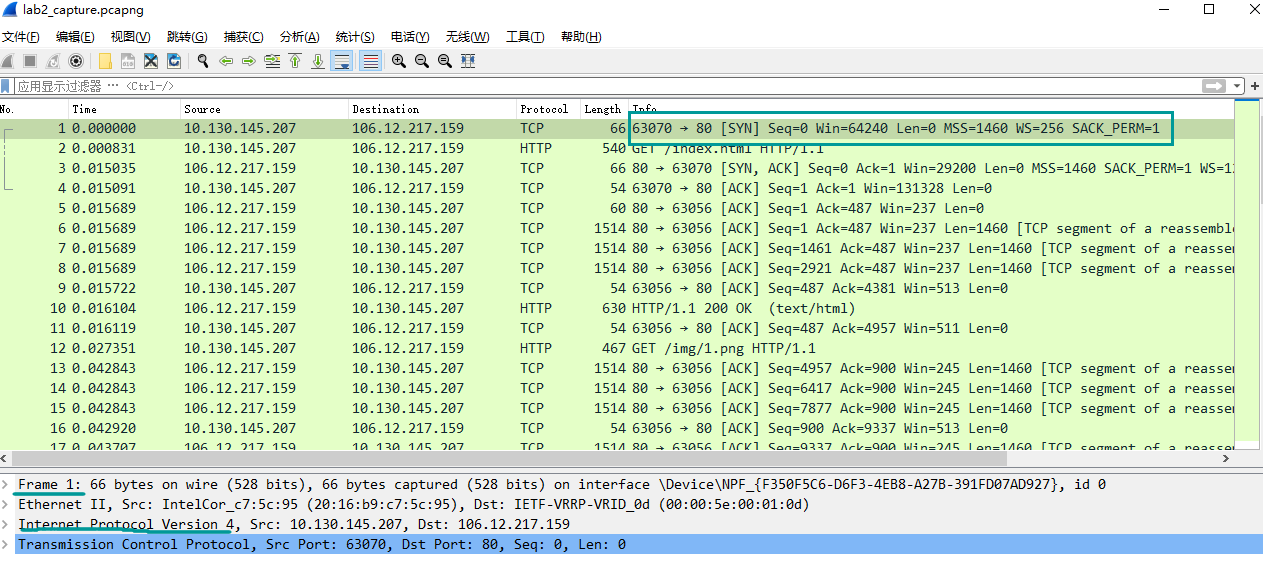 lab2_capture.pcapng
文件(F) 编辑(E) 视图(V) 跳转(G) 捕获(C) 分析(A) 统计(S) 电话(Y) 无线(W) 工具(T) 帮助(H)
应用显示过滤器 … <Ctrl-/>
No. Time Source Destination Protocol Length Info
1 0.000000 10.130.145.207 106.12.217.159 TCP 66 63070 → 80 [SYN] Seq=0 Win=64240 Len=0 MSS=1460 WS=256 SACK_PERM=1
2 0.000831 10.130.145.207 106.12.217.159 HTTP 540 GET /index.html HTTP/1.1
3 0.015035 106.12.217.159 10.130.145.207 TCP 66 80 → 63070 [SYN, ACK] Seq=0 Ack=1 Win=29200 Len=0 MSS=1460 SACK_PERM=1
4 0.015091 10.130.145.207 106.12.217.159 TCP 54 63070 → 80 [ACK] Seq=1 Ack=1 Win=131328 Len=0
5 0.015689 106.12.217.159 10.130.145.207 TCP 60 80 → 63056 [ACK] Seq=1 Ack=487 Win=237 Len=0
6 0.015689 106.12.217.159 10.130.145.207 TCP 1514 80 → 63056 [ACK] Seq=1 Ack=487 Win=237 Len=1460 [TCP segment of a reassemble
7 0.015689 106.12.217.159 10.130.145.207 TCP 1514 80 → 63056 [ACK] Seq=1461 Ack=487 Win=237 Len=1460 [TCP segment of a reasse
8 0.015689 106.12.217.159 10.130.145.207 TCP 1514 80 → 63056 [ACK] Seq=2921 Ack=487 Win=237 Len=1460 [TCP segment of a reasse
9 0.015722 10.130.145.207 106.12.217.159 TCP 54 63056 → 80 [ACK] Seq=487 Ack=4381 Win=513 Len=0
10 0.016104 106.12.217.159 10.130.145.207 HTTP 630 HTTP/1.1 200 OK (text/html)
11 0.016119 10.130.145.207 106.12.217.159 TCP 54 63056 → 80 [ACK] Seq=487 Ack=4957 Win=511 Len=0
12 0.027351 10.130.145.207 106.12.217.159 HTTP 467 GET /img/1.png HTTP/1.1
13 0.042843 106.12.217.159 10.130.145.207 TCP 1514 80 → 63056 [ACK] Seq=4957 Ack=900 Win=245 Len=1460 [TCP segment of a reasse
14 0.042843 106.12.217.159 10.130.145.207 TCP 1514 80 → 63056 [ACK] Seq=6417 Ack=900 Win=245 Len=1460 [TCP segment of a reasse
15 0.042843 106.12.217.159 10.130.145.207 TCP 1514 80 → 63056 [ACK] Seq=7877 Ack=900 Win=245 Len=1460 [TCP segment of a reasse
16 0.042920 10.130.145.207 106.12.217.159 TCP 54 63056 → 80 [ACK] Seq=900 Ack=9337 Win=513 Len=0
17 0.043707 106.12.217.159 10.130.145.207 TCP 1514 80 → 63056 [ACK] Seq=9337 Ack=900 Win=245 Len=1460 [TCP segment of a reasse
Frame 1: 66 bytes on wire (528 bits), 66 bytes captured (528 bits) on interface \Device\NPF_{F350F5C6-D6F3-4EB8-A27B-391FD07AD927}, id 0
Ethernet II, Src: IntelCor_c7:5c:95 (20:16:b9:c7:5c:95), Dst: IETF-VRRP-VRID_0d (00:00:5e:00:01:0d)
Internet Protocol Version 4, Src: 10.130.145.207, Dst: 106.12.217.159
Transmission Control Protocol, Src Port: 63070, Dst Port: 80, Seq: 0, Len: 0